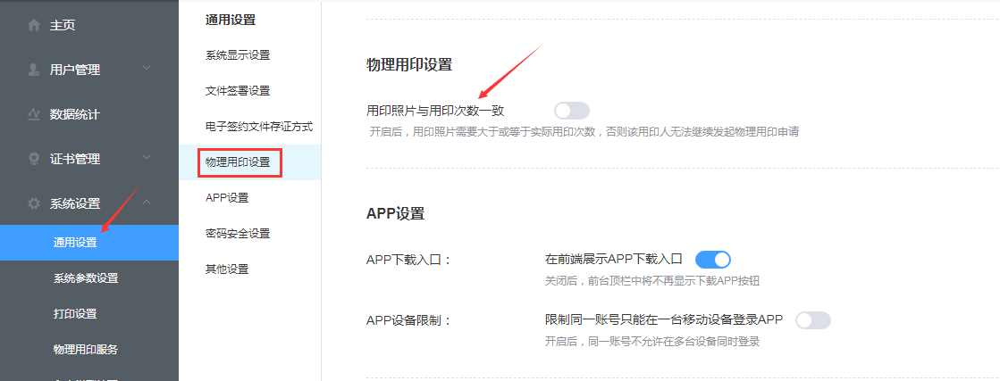 主页
用户管理
数据统计
证书管理
系统设置
通用设置
系统参数设置
打印设置
物理用印服务
通用设置
系统显示设置
文件签署设置
电子签约文件存证方式
物理用印设置
APP设置
密码安全设置
其他设置
物理用印设置
用印照片与用印次数一致
开启后，用印照片需要大于或等于实际用印次数，否则该用印人无法继续发起物理用印申请
APP设置
APP下载入口：
在前端展示APP下载入口
关闭后，前台顶栏中将不再显示下载APP按钮
APP设备限制：
限制同一账号只能在一台移动设备登录APP
开启后，同一账号不允许在多台设备同时登录